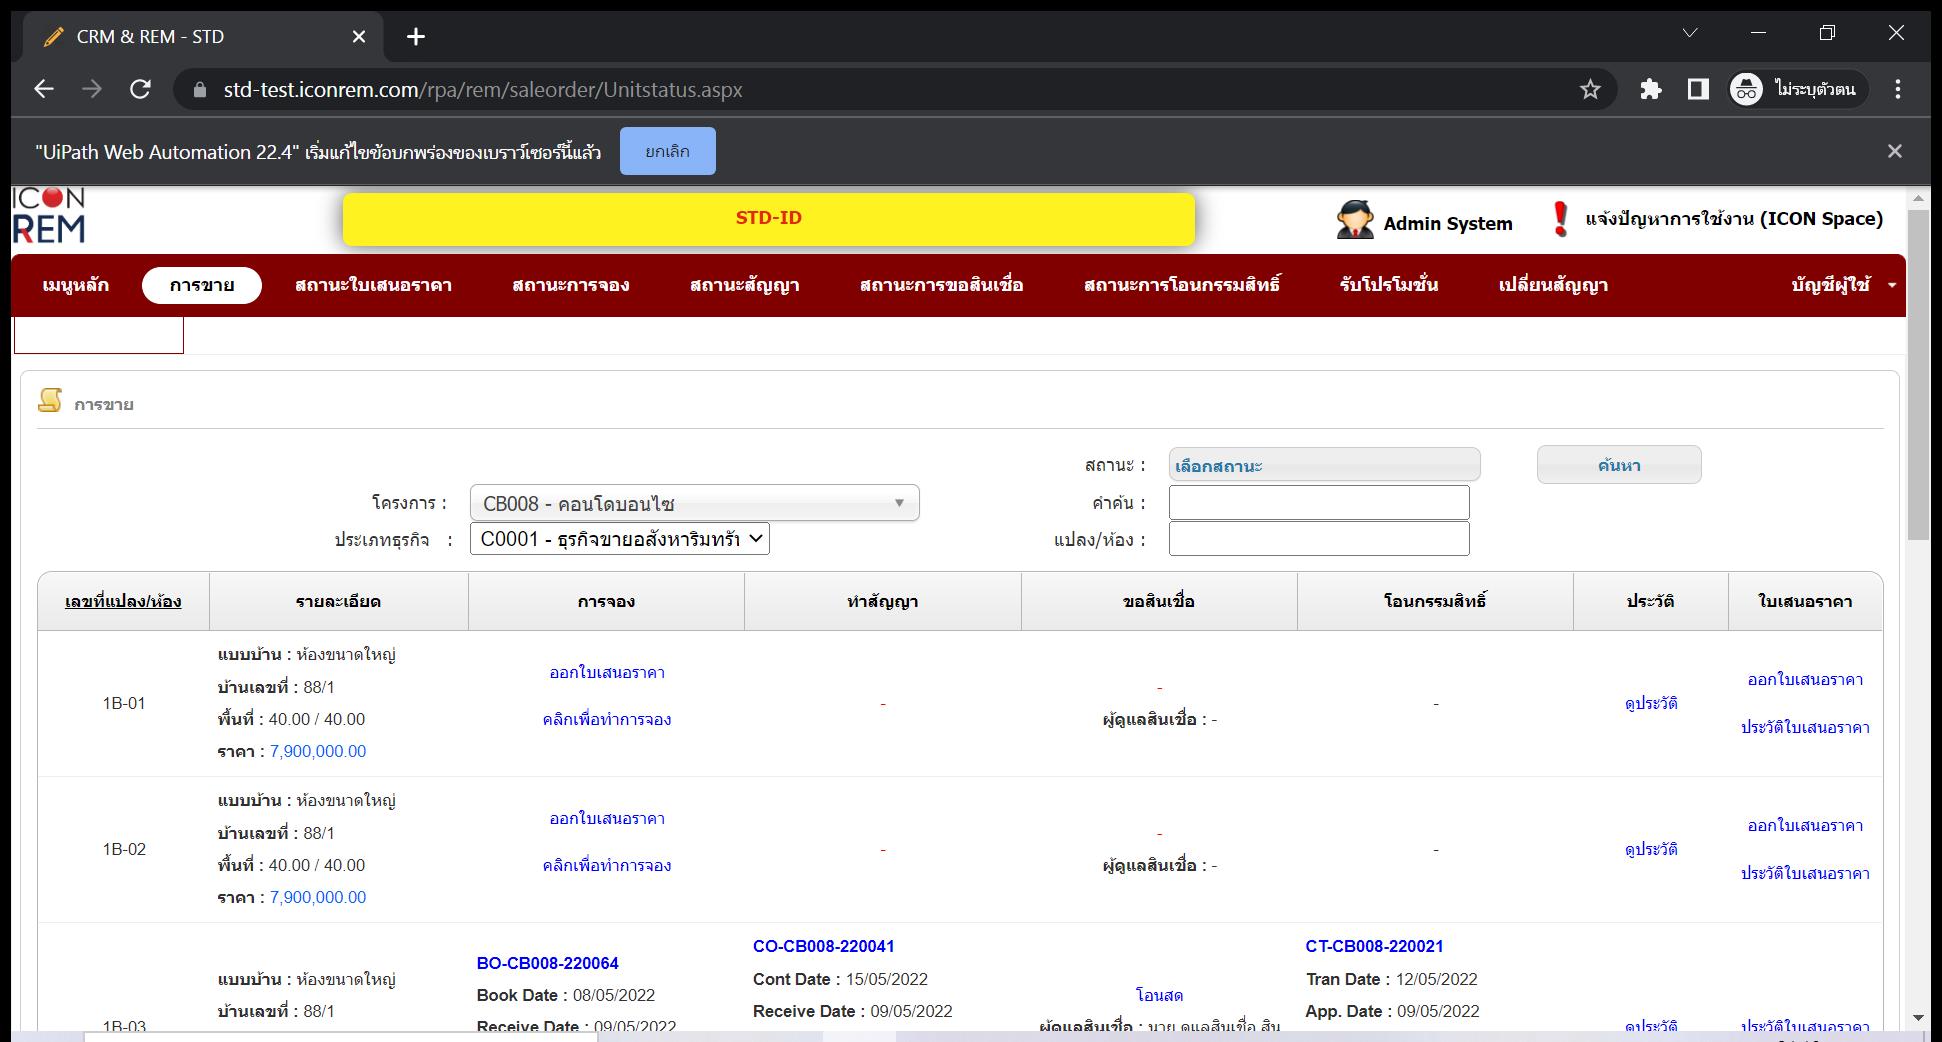 CRM & REM - STD
std-test.iconrem.com/rpa/rem/saleorder/Unitstatus.aspx
ไม่ระบุตัวตน
"UiPath Web Automation 22.4" เริ่มแก้ไขข้อบกพร่องของเบราว์เซอร์นี้แล้ว
ยกเลิก
ICON
REM
STD-ID
Admin System
แจ้งปัญหาการใช้งาน (ICON Space)
เมนูหลัก การขาย สถานะใบเสนอราคา สถานะการจอง สถานะสัญญา สถานะการขอสินเชื่อ สถานะการโอนกรรมสิทธิ์ รับโปรโมชั่น เปลี่ยนสัญญา บัญชีผู้ใช้
การขาย
สถานะ : เลือกสถานะ ค้นหา
โครงการ : CB008 - คอนโดบอนไซ คำค้น :
ประเภทธุรกิจ : C0001 - ธุรกิจขายอสังหาริมทรัพ แปลง/ห้อง :
เลขที่แปลง/ห้อง รายละเอียด การจอง ทำสัญญา ขอสินเชื่อ โอนกรรมสิทธิ์ ประวัติ ใบเสนอราคา
1B-01
แบบบ้าน : ห้องขนาดใหญ่
บ้านเลขที่ : 88/1
พื้นที่ : 40.00 / 40.00
ราคา : 7,900,000.00
ออกใบเสนอราคา
คลิกเพื่อทำการจอง
-
-
ผู้ดูแลสินเชื่อ : -
-
ดูประวัติ
ออกใบเสนอราคา
ประวัติใบเสนอราคา
1B-02
แบบบ้าน : ห้องขนาดใหญ่
บ้านเลขที่ : 88/1
พื้นที่ : 40.00 / 40.00
ราคา : 7,900,000.00
ออกใบเสนอราคา
คลิกเพื่อทำการจอง
-
-
ผู้ดูแลสินเชื่อ : -
-
ดูประวัติ
ออกใบเสนอราคา
ประวัติใบเสนอราคา
1B-03
แบบบ้าน : ห้องขนาดใหญ่
บ้านเลขที่ : 88/1
BO-CB008-220064
Book Date : 08/05/2022
Receive Date : 09/05/2022
CO-CB008-220041
Cont Date : 15/05/2022
Receive Date : 09/05/2022
โอนสด
ผู้ดูแลสินเชื่อ : นาย ดูแลสินเชื่อ สิน
CT-CB008-220021
Tran Date : 12/05/2022
App. Date : 09/05/2022
ดูประวัติ
ประวัติใบเสนอราคา